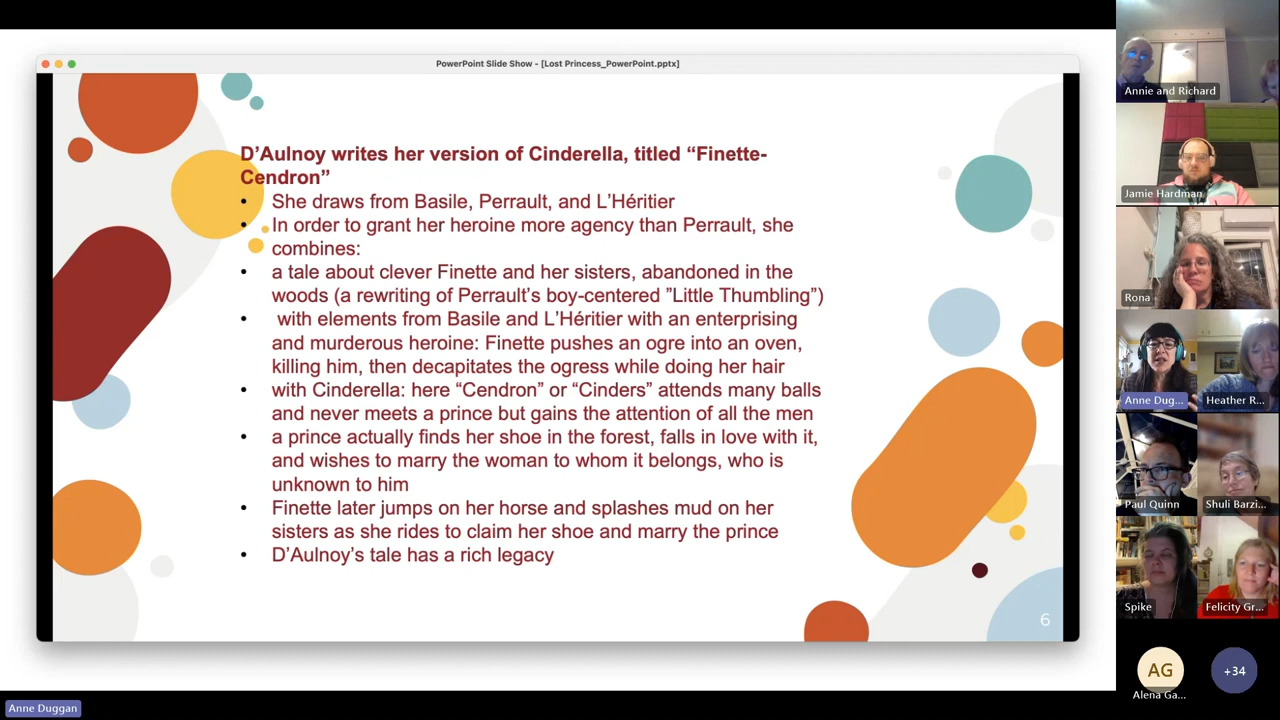 PowerPoint Slide Show - [Lost Princess_PowerPoint.pptx]
D'Aulnoy writes her version of Cinderella, titled “Finette-
Cendron”
• She draws from Basile, Perrault, and L'Héritier
• In order to grant her heroine more agency than Perrault, she
combines:
• a tale about clever Finette and her sisters, abandoned in the
woods (a rewriting of Perrault's boy-centered ”Little Thumbling”)
• with elements from Basile and L'Héritier with an enterprising
and murderous heroine: Finette pushes an ogre into an oven,
killing him, then decapitates the ogress while doing her hair
• with Cinderella: here “Cendron” or “Cinders” attends many balls
and never meets a prince but gains the attention of all the men
• a prince actually finds her shoe in the forest, falls in love with it,
and wishes to marry the woman to whom it belongs, who is
unknown to him
• Finette later jumps on her horse and splashes mud on her
sisters as she rides to claim her shoe and marry the prince
• D'Aulnoy's tale has a rich legacy
6
Annie and Richard
Jamie Hardman
Rona
Anne Dug...
Heather R...
Paul Quinn
Shuli Barzi...
Spike
Felicity Gr...
AG
Alena Ga...
+34
Anne Duggan